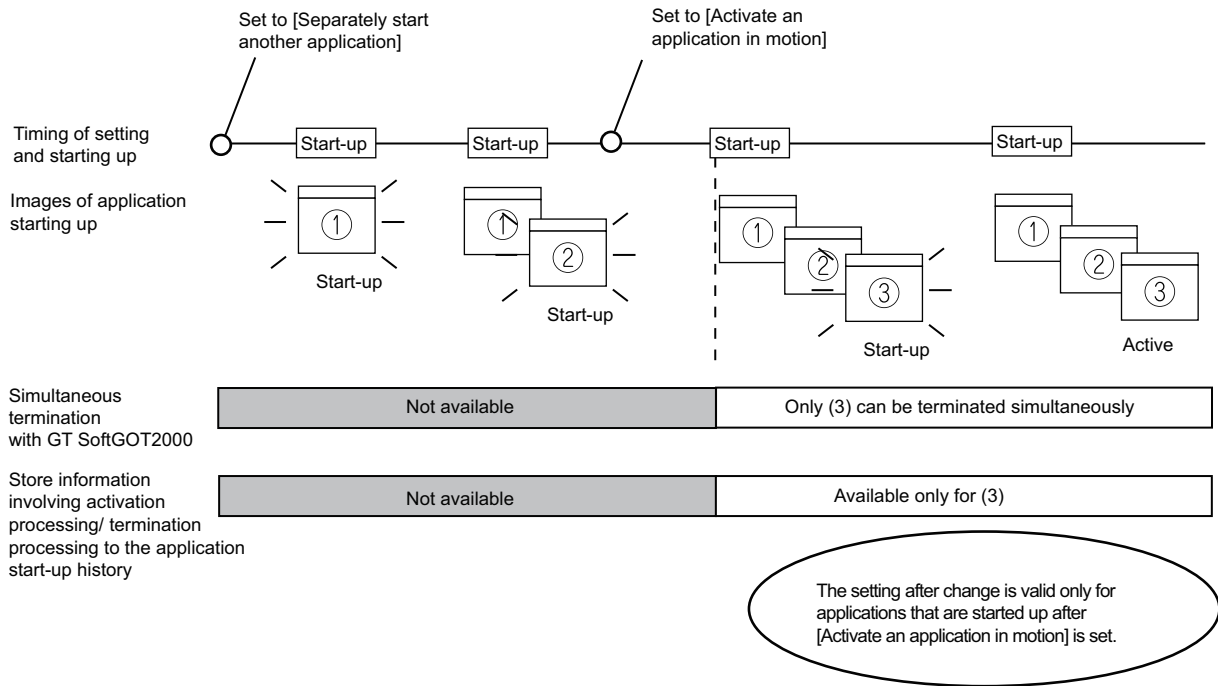 Set to [Separately start
another application]
Set to [Activate an
application in motion]
Timing of setting
and starting up
Start-up
Start-up
Start-up
Start-up
Images of application
starting up
①
Start-up
①
②
Start-up
①
②
③
Start-up
①
②
③
Active
Simultaneous
termination
with GT SoftGOT2000
Not available
Only (3) can be terminated simultaneously
Store information
involving activation
processing/ termination
processing to the application
start-up history
Not available
Available only for (3)
The setting after change is valid only for
applications that are started up after
[Activate an application in motion] is set.